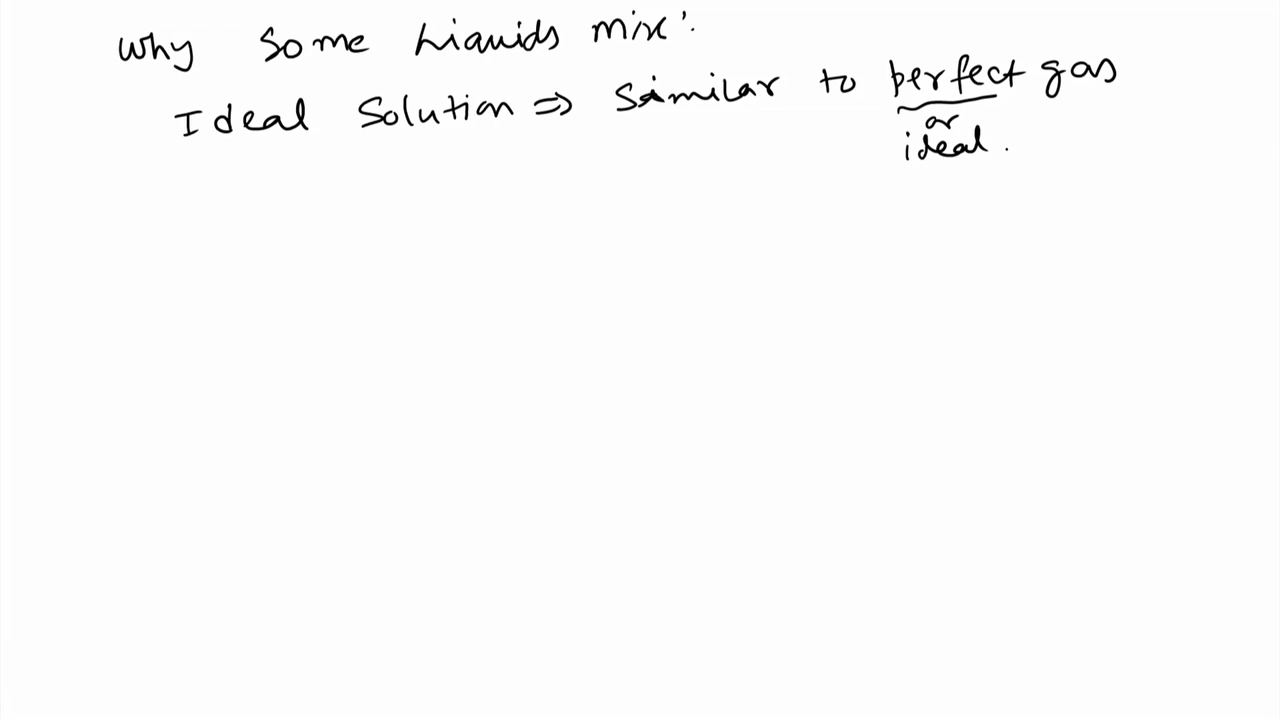 Why Some Liquids mix:
Ideal Solution ⇒ Similar to perfect gas
or
ideal.